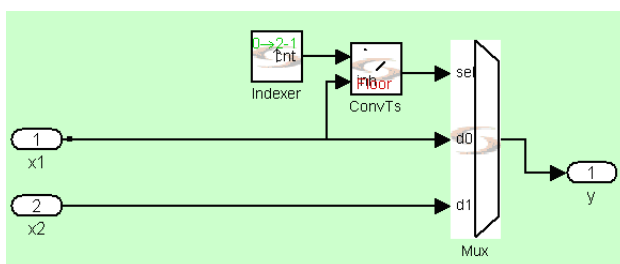 0→2-1
cnt
Indexer
inh
Floor
ConvTs
sel
1
x1
d0
1
y
2
x2
d1
Mux